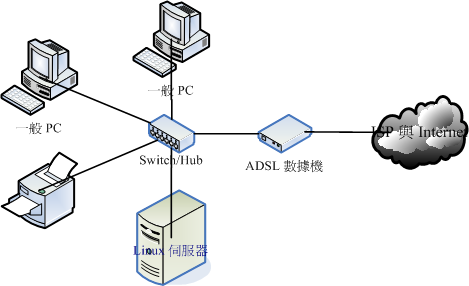 一般 PC
一般 PC
ISP 與 Internet
Switch/Hub
ADSL 數據機
Linux 伺服器